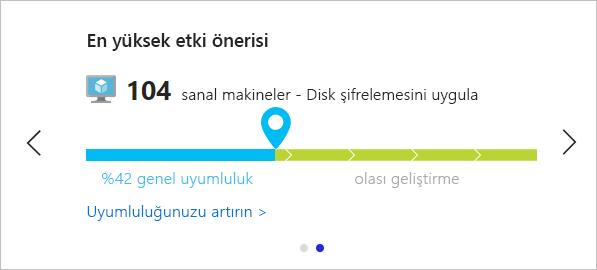 En yüksek etki önerisi
104 sanal makineler - Disk şifrelemesini uygula
%42 genel uyumluluk olası geliştirme
Uyumluluğunuzu artırın >